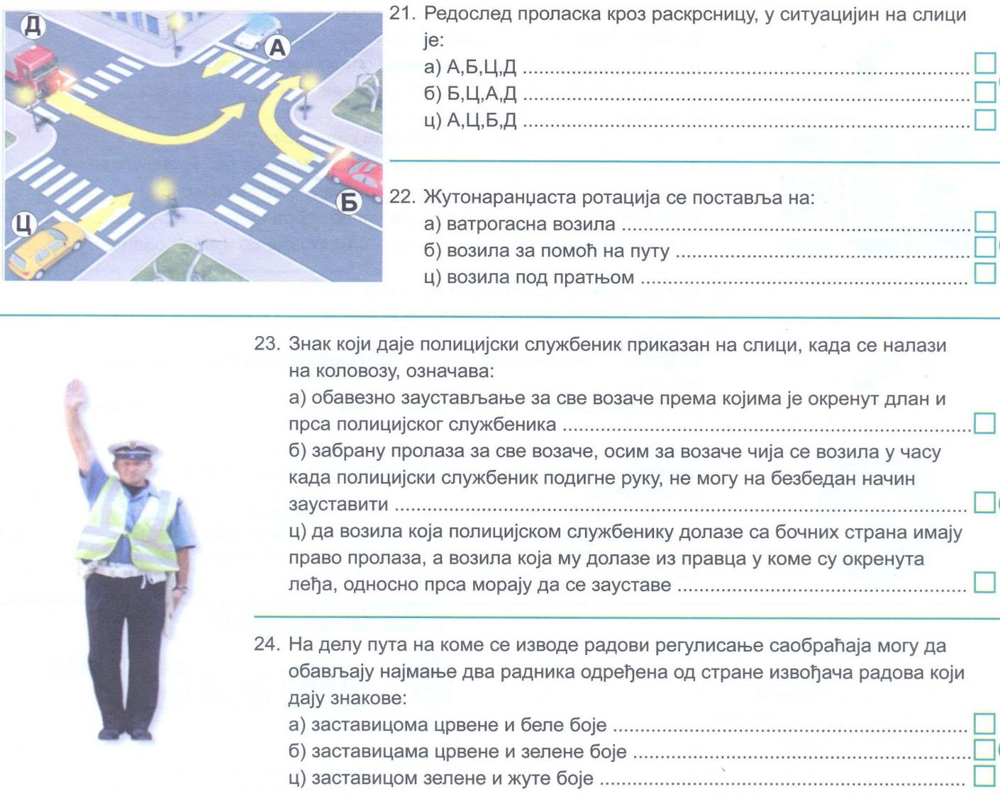 Д
А
Ц
Б
21. Редослед проласка кроз раскрсницу, у ситуацијин на слици
је:
а) А,Б,Ц,Д
б) Б,Ц,А,Д
ц) А,Ц,Б,Д
22. Жутонаранџаста ротација се поставља на:
а) ватрогасна возила
б) возила за помоћ на путу
ц) возила под пратњом
23. Знак који даје полицијски службеник приказан на слици, када се налази
на коловозу, означава:
а) обавезно заустављање за све возаче према којима је окренут длан и
прса полицијског службеника
б) забрану пролаза за све возаче, осим за возаче чија се возила у часу
када полицијски службеник подигне руку, не могу на безбедан начин
зауставити
ц) да возила која полицијском службенику долазе са бочних страна имају
право пролаза, а возила која му долазе из правца у коме су окренута
леђа, односно прса морају да се зауставе
24. На делу пута на коме се изводе радови регулисање саобраћаја могу да
обављају најмање два радника одређена од стране извођача радова који
дају знакове:
а) заставицома црвене и беле боје
б) заставицама црвене и зелене боје
ц) заставицом зелене и жуте боје